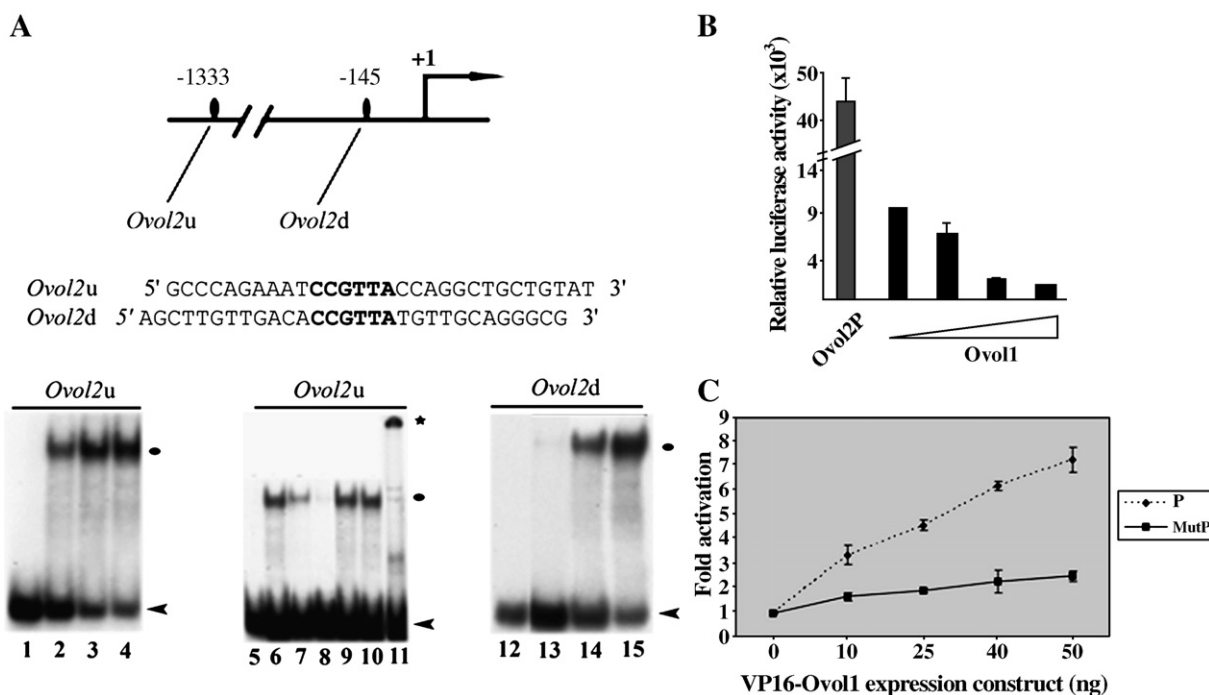 A
-1333
-145
+1
Ovol2u
Ovol2d
Ovol2u 5' GCCCAGAAATCCGTTACCAGGCTGCTGTAT 3'
Ovol2d 5' AGCTTGTTGACACCGTTATGTTGCAGGGCG 3'
Ovol2u
Ovol2u
Ovol2d
1 2 3 4
5 6 7 8 9 10 11
12 13 14 15
B
Relative luciferase activity (x10³)
50
40
14
9
4
Ovol2P
Ovol1
C
Fold activation
9
8
7
6
5
4
3
2
1
0
0 10 25 40 50
VP16-Ovol1 expression construct (ng)
P
MutP